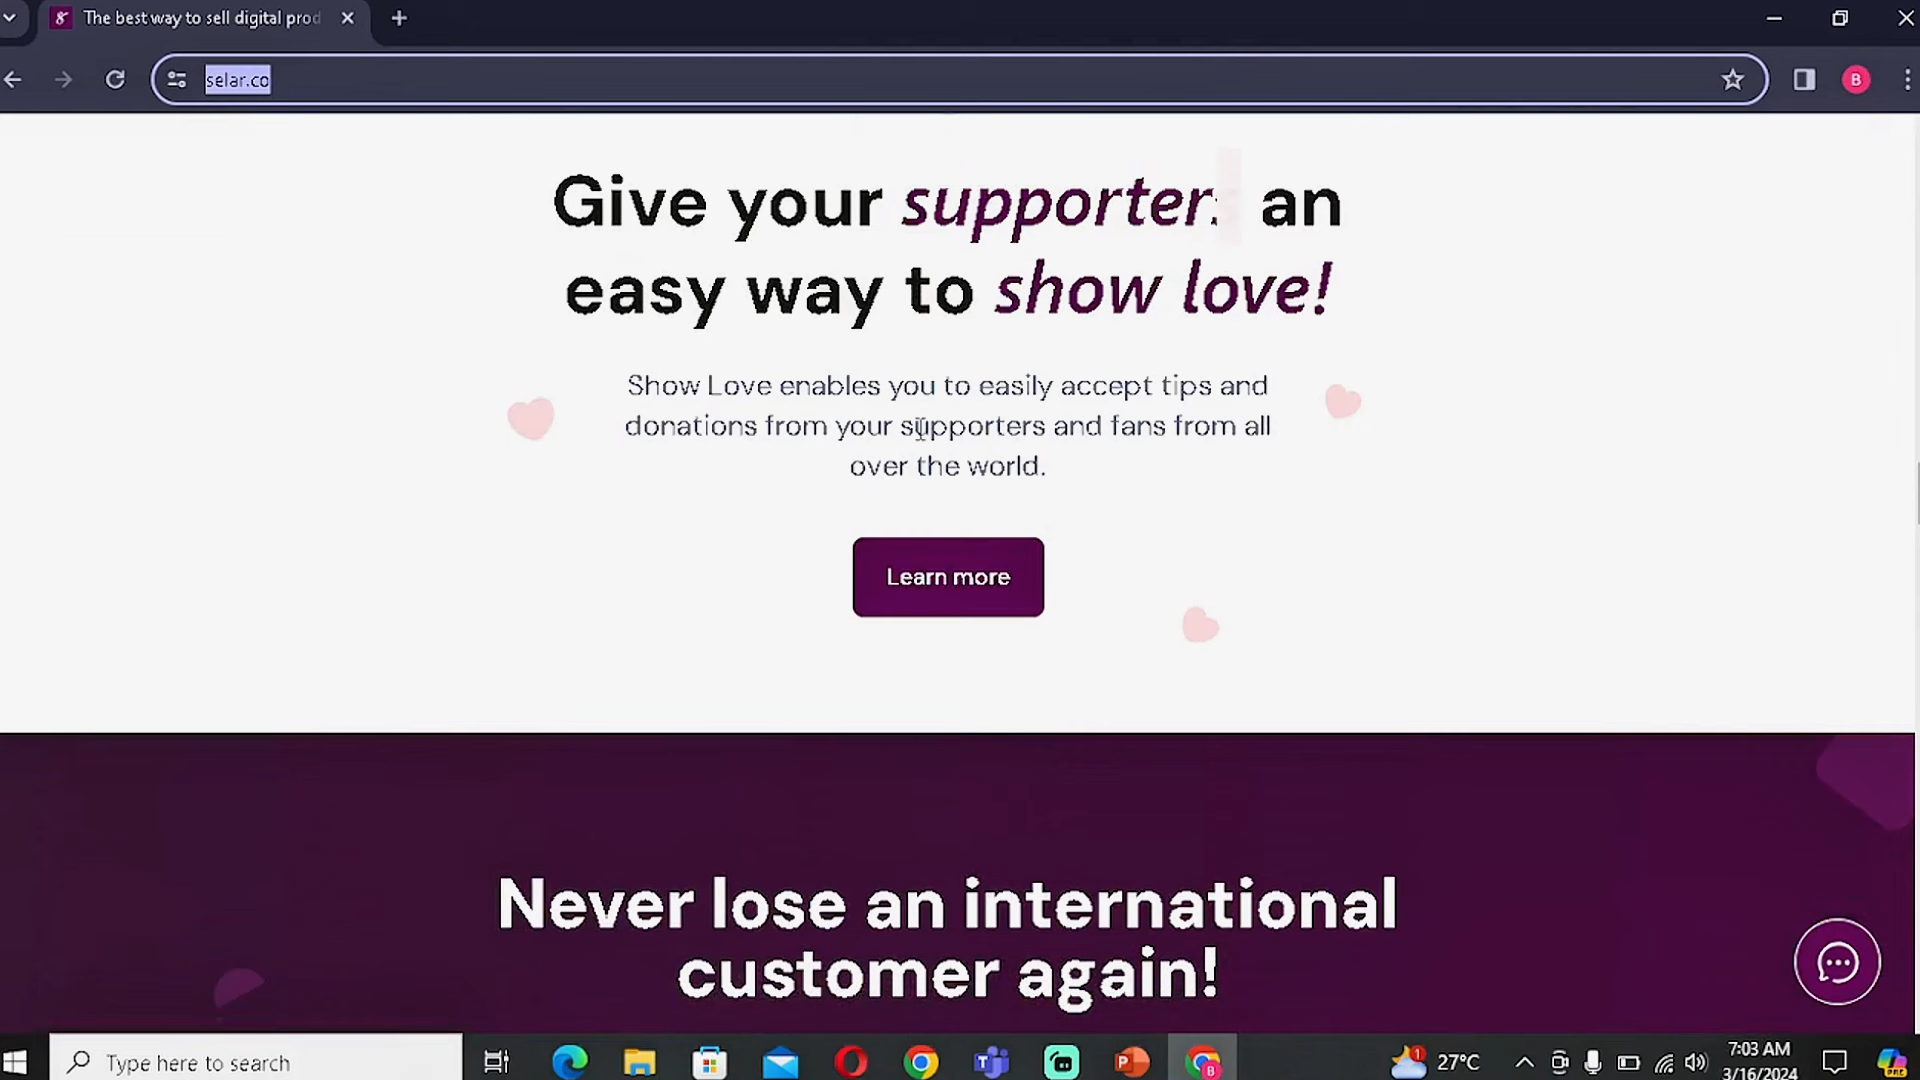 The best way to sell digital prod
selar.co
B
Give your supporter: an
easy way to show love!
Show Love enables you to easily accept tips and
donations from your supporters and fans from all
over the world.
Learn more
Never lose an international
customer again!
Type here to search
B
1
27°C
7:03 AM
3/16/2024
PRE